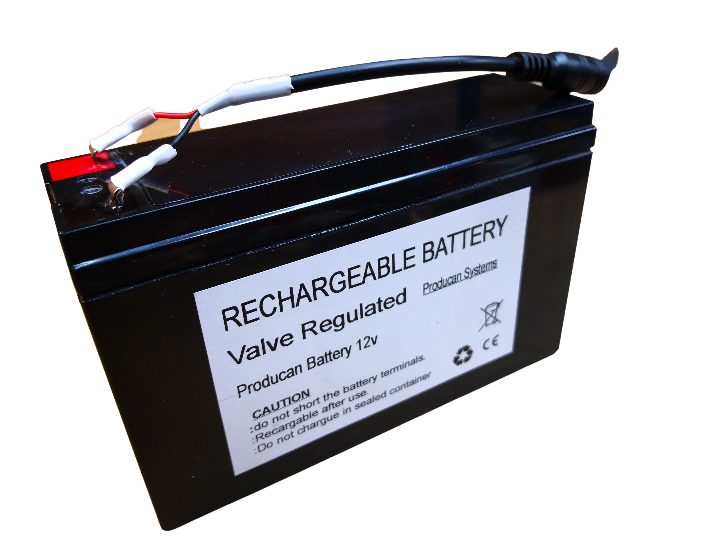 RECHARGEABLE BATTERY
Valve Regulated
Producan Systems
Producan Battery 12v
CAUTION
:do not short the battery terminals.
:Recargable after use.
:Do not chargue in sealed container
CE